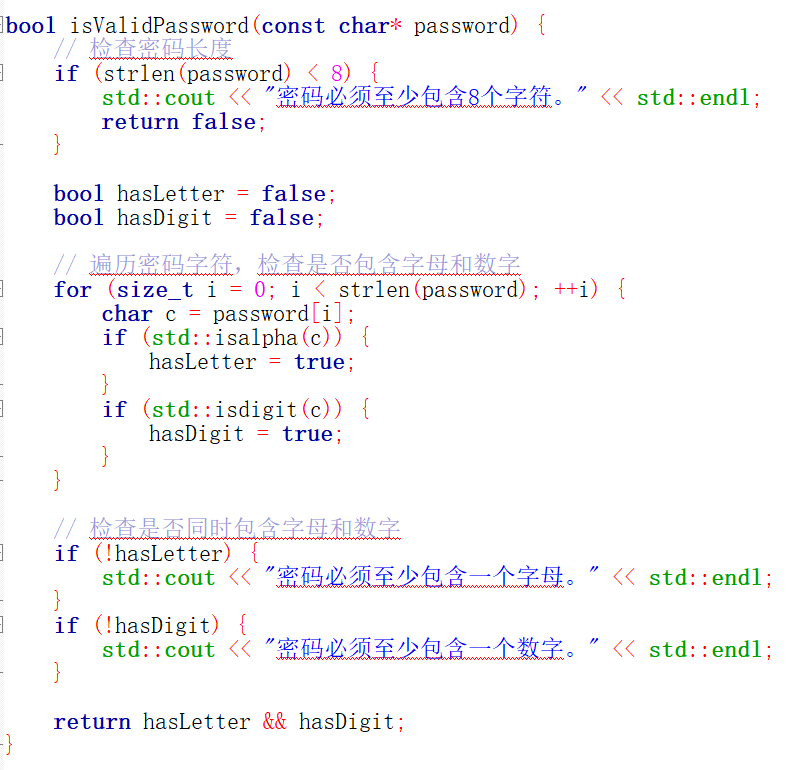 bool isValidPassword(const char* password) {
// 检查密码长度
if (strlen(password) < 8) {
std::cout << "密码必须至少包含8个字符。" << std::endl;
return false;
}
bool hasLetter = false;
bool hasDigit = false;
// 遍历密码字符，检查是否包含字母和数字
for (size_t i = 0; i < strlen(password); ++i) {
char c = password[i];
if (std::isalpha(c)) {
hasLetter = true;
}
if (std::isdigit(c)) {
hasDigit = true;
}
}
// 检查是否同时包含字母和数字
if (!hasLetter) {
std::cout << "密码必须至少包含一个字母。" << std::endl;
}
if (!hasDigit) {
std::cout << "密码必须至少包含一个数字。" << std::endl;
}
return hasLetter && hasDigit;
}